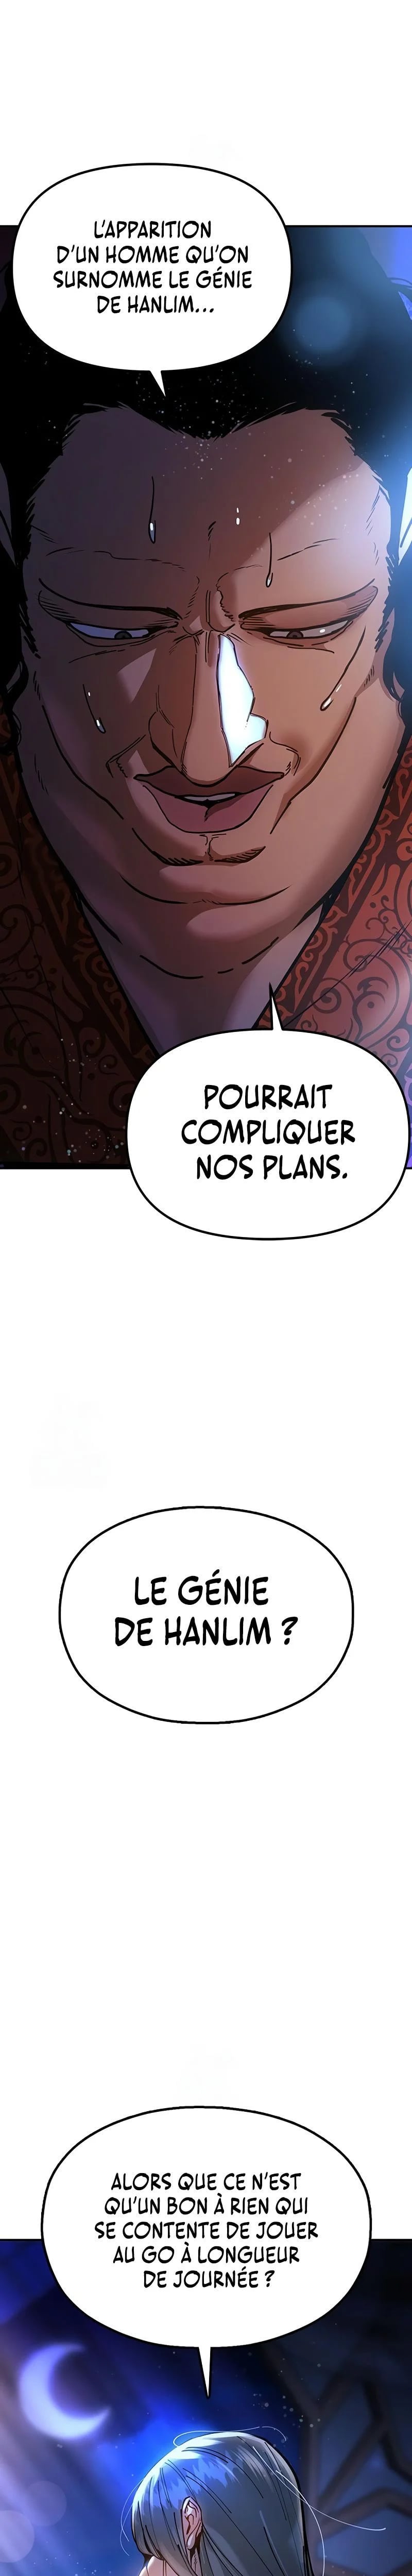 L'APPARITION
D'UN HOMME QU'ON
SURNOMME LE GÉNIE
DE HANLIM...
POURRAIT
COMPLIQUER
NOS PLANS.
LE GÉNIE
DE HANLIM ?
ALORS QUE CE N'EST
QU'UN BON À RIEN QUI
SE CONTENTE DE JOUER
AU GO À LONGUEUR
DE JOURNÉE ?